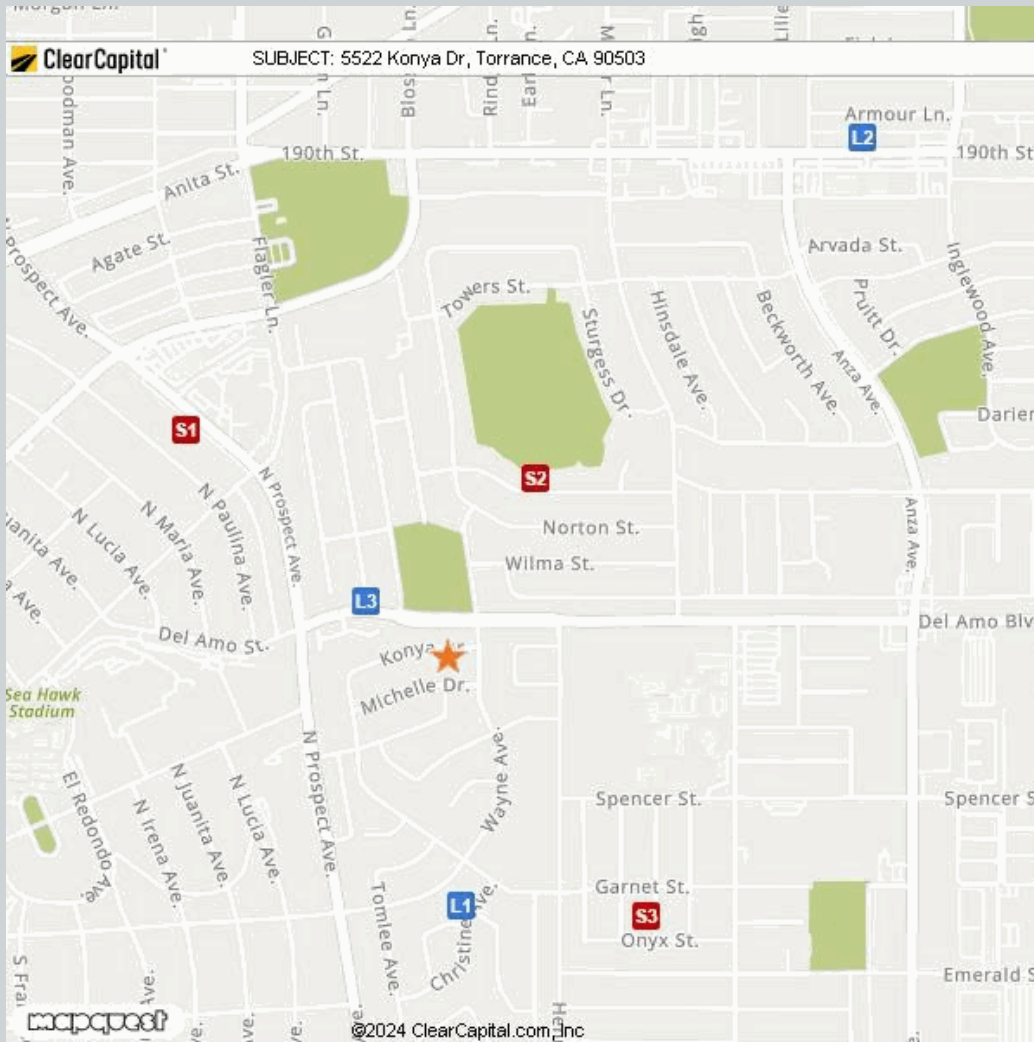 ClearCapital
SUBJECT: 5522 Konya Dr, Torrance, CA 90503
Armour Ln.
L2
190th St.
190th St
Anita St.
Agate St.
Flagler Ln.
N Prospect Ave.
Arvada St.
Inglewood Ave.
Pruitt Dr.
Towers St.
Sturgess Dr.
Hinsdale Ave.
Beckworth Ave.
Anza Ave.
S1
S2
N Prospect Ave.
N Paulina Ave.
N Maria Ave.
N Lucia Ave.
Norton St.
Anza Ave.
Wilma St.
L3
Del Amo St.
Del Amo Blv
Konya
Michelle Dr.
Sea Hawk
Stadium
N Prospect Ave.
Wayne Ave.
El Redondo Ave.
N Irena Ave.
N Juanita Ave.
N Lucia Ave.
Spencer St.
Spencer S
Garnet St.
L1
S3
Onyx St.
Tomlee Ave.
Christine Ave.
Emerald S
mapquest
©2024 ClearCapital.com, Inc